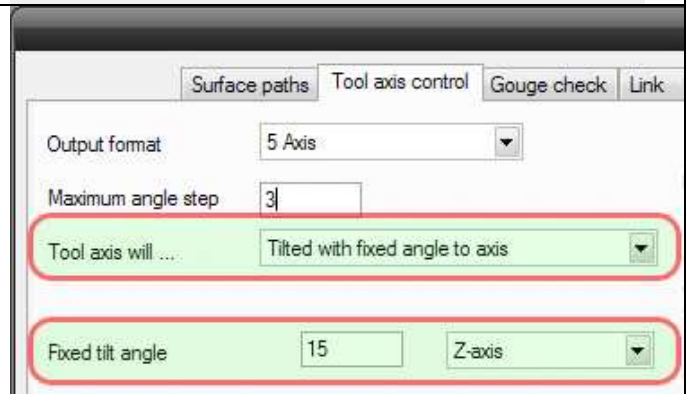 Surface paths Tool axis control Gouge check Link
Output format 5 Axis
Maximum angle step 3
Tool axis will ... Tilted with fixed angle to axis
Fixed tilt angle 15 Z-axis